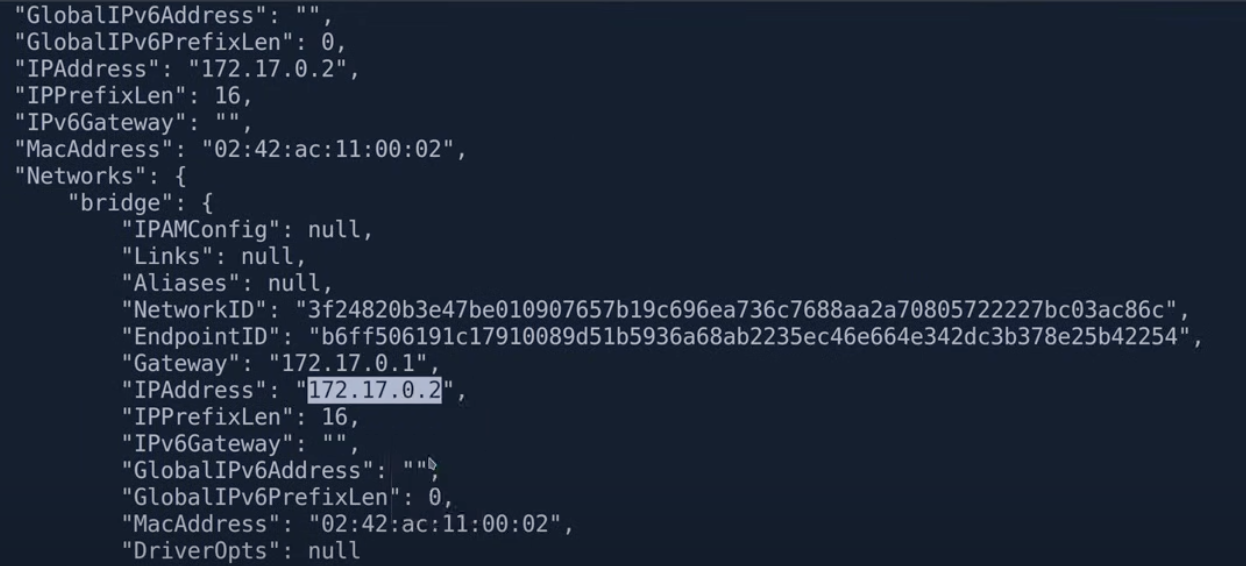 "GlobalIPv6Address": "",
"GlobalIPv6PrefixLen": 0,
"IPAddress": "172.17.0.2",
"IPPrefixLen": 16,
"IPv6Gateway": "",
"MacAddress": "02:42:ac:11:00:02",
"Networks": {
"bridge": {
"IPAMConfig": null,
"Links": null,
"Aliases": null,
"NetworkID": "3f24820b3e47be010907657b19c696ea736c7688aa2a70805722227bc03ac86c",
"EndpointID": "b6ff506191c17910089d51b5936a68ab2235ec46e664e342dc3b378e25b42254",
"Gateway": "172.17.0.1",
"IPAddress": "172.17.0.2",
"IPPrefixLen": 16,
"IPv6Gateway": "",
"GlobalIPv6Address": "",
"GlobalIPv6PrefixLen": 0,
"MacAddress": "02:42:ac:11:00:02",
"DriverOpts": null